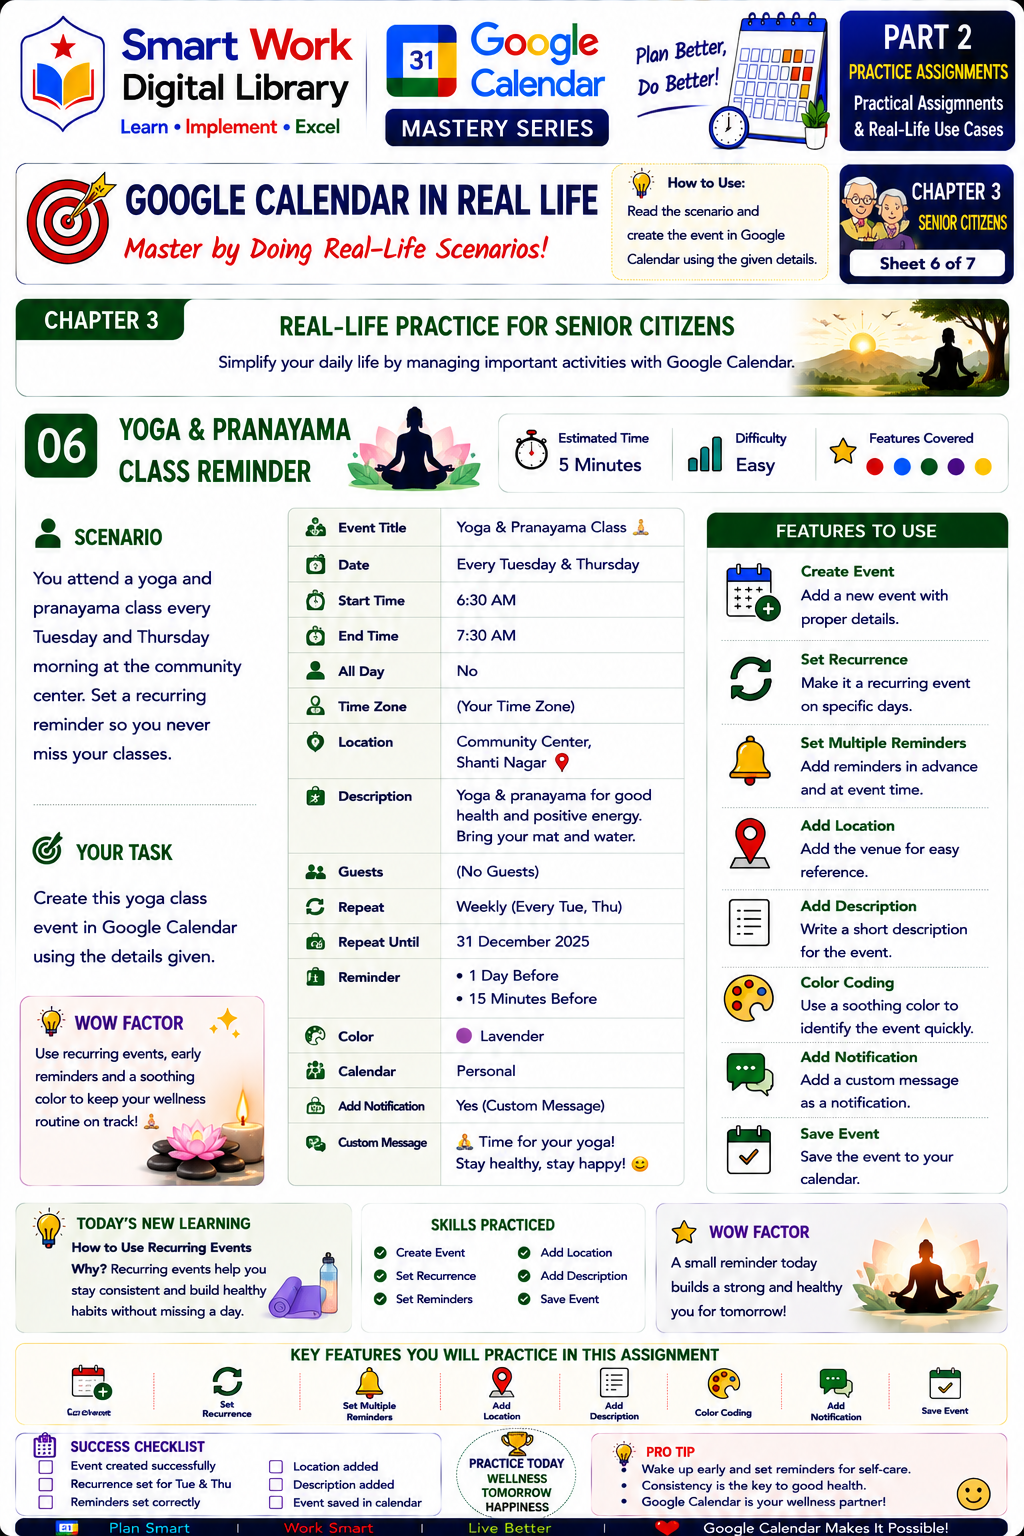 Smart Work
Digital Library
Learn • Implement • Excel
31
Google
Calendar
MASTERY SERIES
Plan Better,
Do Better!
PART 2
PRACTICE ASSIGNMENTS
Practical Assigmnents
& Real-Life Use Cases
GOOGLE CALENDAR IN REAL LIFE
Master by Doing Real-Life Scenarios!
How to Use:
Read the scenario and
create the event in Google
Calendar using the given details.
CHAPTER 3
SENIOR CITIZENS
Sheet 6 of 7
CHAPTER 3
REAL-LIFE PRACTICE FOR SENIOR CITIZENS
Simplify your daily life by managing important activities with Google Calendar.
06
YOGA & PRANAYAMA
CLASS REMINDER
Estimated Time
5 Minutes
Difficulty
Easy
Features Covered
SCENARIO
You attend a yoga and
pranayama class every
Tuesday and Thursday
morning at the community
center. Set a recurring
reminder so you never
miss your classes.
YOUR TASK
Create this yoga class
event in Google Calendar
using the details given.
WOW FACTOR
Use recurring events, early
reminders and a soothing
color to keep your wellness
routine on track! 🧘
Event Title Yoga & Pranayama Class 🧘
Date Every Tuesday & Thursday
Start Time 6:30 AM
End Time 7:30 AM
All Day No
Time Zone (Your Time Zone)
Location Community Center,
Shanti Nagar 📍
Description Yoga & pranayama for good
health and positive energy.
Bring your mat and water.
Guests (No Guests)
Repeat Weekly (Every Tue, Thu)
Repeat Until 31 December 2025
Reminder • 1 Day Before
• 15 Minutes Before
Color Lavender
Calendar Personal
Add Notification Yes (Custom Message)
Custom Message 🧘 Time for your yoga!
Stay healthy, stay happy! 😊
FEATURES TO USE
Create Event
Add a new event with
proper details.
Set Recurrence
Make it a recurring event
on specific days.
Set Multiple Reminders
Add reminders in advance
and at event time.
Add Location
Add the venue for easy
reference.
Add Description
Write a short description
for the event.
Color Coding
Use a soothing color to
identify the event quickly.
Add Notification
Add a custom message
as a notification.
Save Event
Save the event to your
calendar.
TODAY'S NEW LEARNING
How to Use Recurring Events
Why? Recurring events help you
stay consistent and build healthy
habits without missing a day.
SKILLS PRACTICED
Create Event
Set Recurrence
Set Reminders
Add Location
Add Description
Save Event
WOW FACTOR
A small reminder today
builds a strong and healthy
you for tomorrow!
KEY FEATURES YOU WILL PRACTICE IN THIS ASSIGNMENT
Set
Recurrence
Set Multiple
Reminders
Add
Location
Add
Description
Color Coding
Add
Notification
Save Event
SUCCESS CHECKLIST
Event created successfully
Recurrence set for Tue & Thu
Reminders set correctly
Location added
Description added
Event saved in calendar
PRACTICE TODAY
WELLNESS
TOMORROW
HAPPINESS
PRO TIP
• Wake up early and set reminders for self-care.
• Consistency is the key to good health.
• Google Calendar is your wellness partner!
31 Plan Smart | Work Smart | Live Better | Google Calendar Makes It Possible!